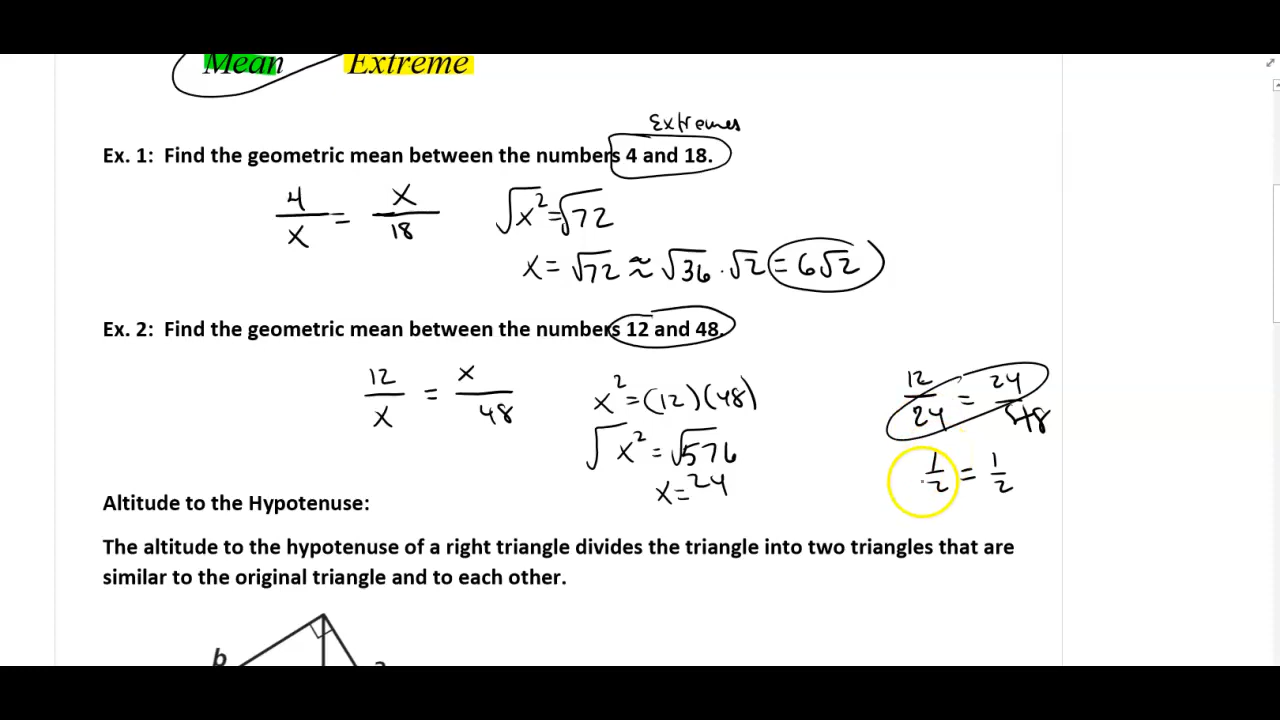 Mean Extreme
Extremes
Ex. 1: Find the geometric mean between the numbers 4 and 18.
4/x = x/18 √x² = √72
x = √72 ≈ √36 · √2 = 6√2
Ex. 2: Find the geometric mean between the numbers 12 and 48.
12/x = x/48 x² = (12)(48) 12/24 = 24/48
√x² = √576 1/2 = 1/2
x = 24
Altitude to the Hypotenuse:
The altitude to the hypotenuse of a right triangle divides the triangle into two triangles that are
similar to the original triangle and to each other.
b